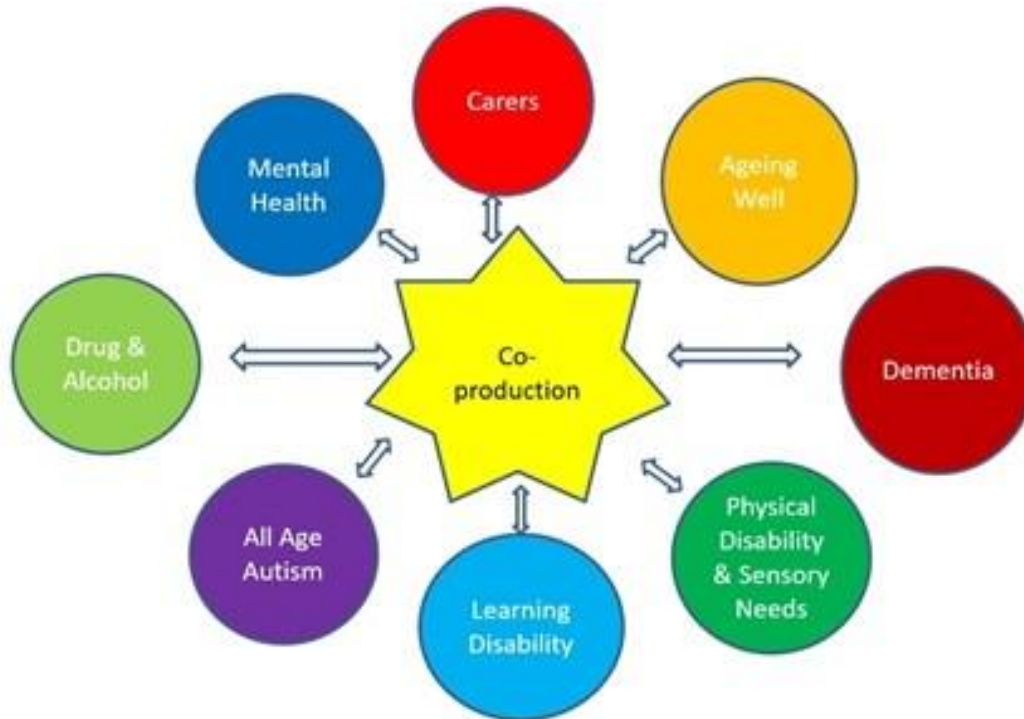 Carers
Mental
Health
Ageing
Well
Drug &
Alcohol
Co-
production
Dementia
All Age
Autism
Learning
Disability
Physical
Disability
& Sensory
Needs